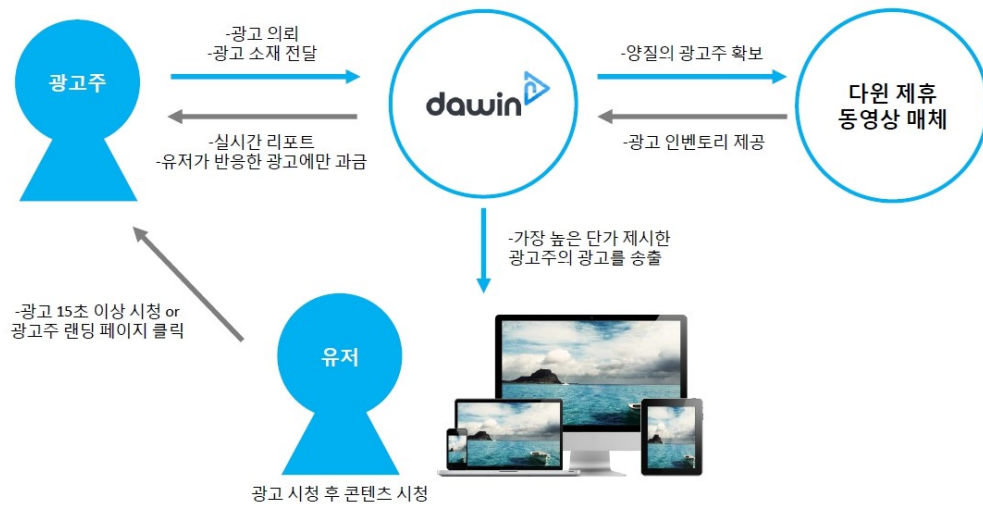 -광고 의뢰
-광고 소재 전달
-양질의 광고주 확보
광고주
dawin
다윈 제휴
동영상 매체
-실시간 리포트
-유저가 반응한 광고에만 과금
-광고 인벤토리 제공
-가장 높은 단가 제시한
광고주의 광고를 송출
-광고 15초 이상 시청 or
광고주 랜딩 페이지 클릭
유저
광고 시청 후 콘텐츠 시청